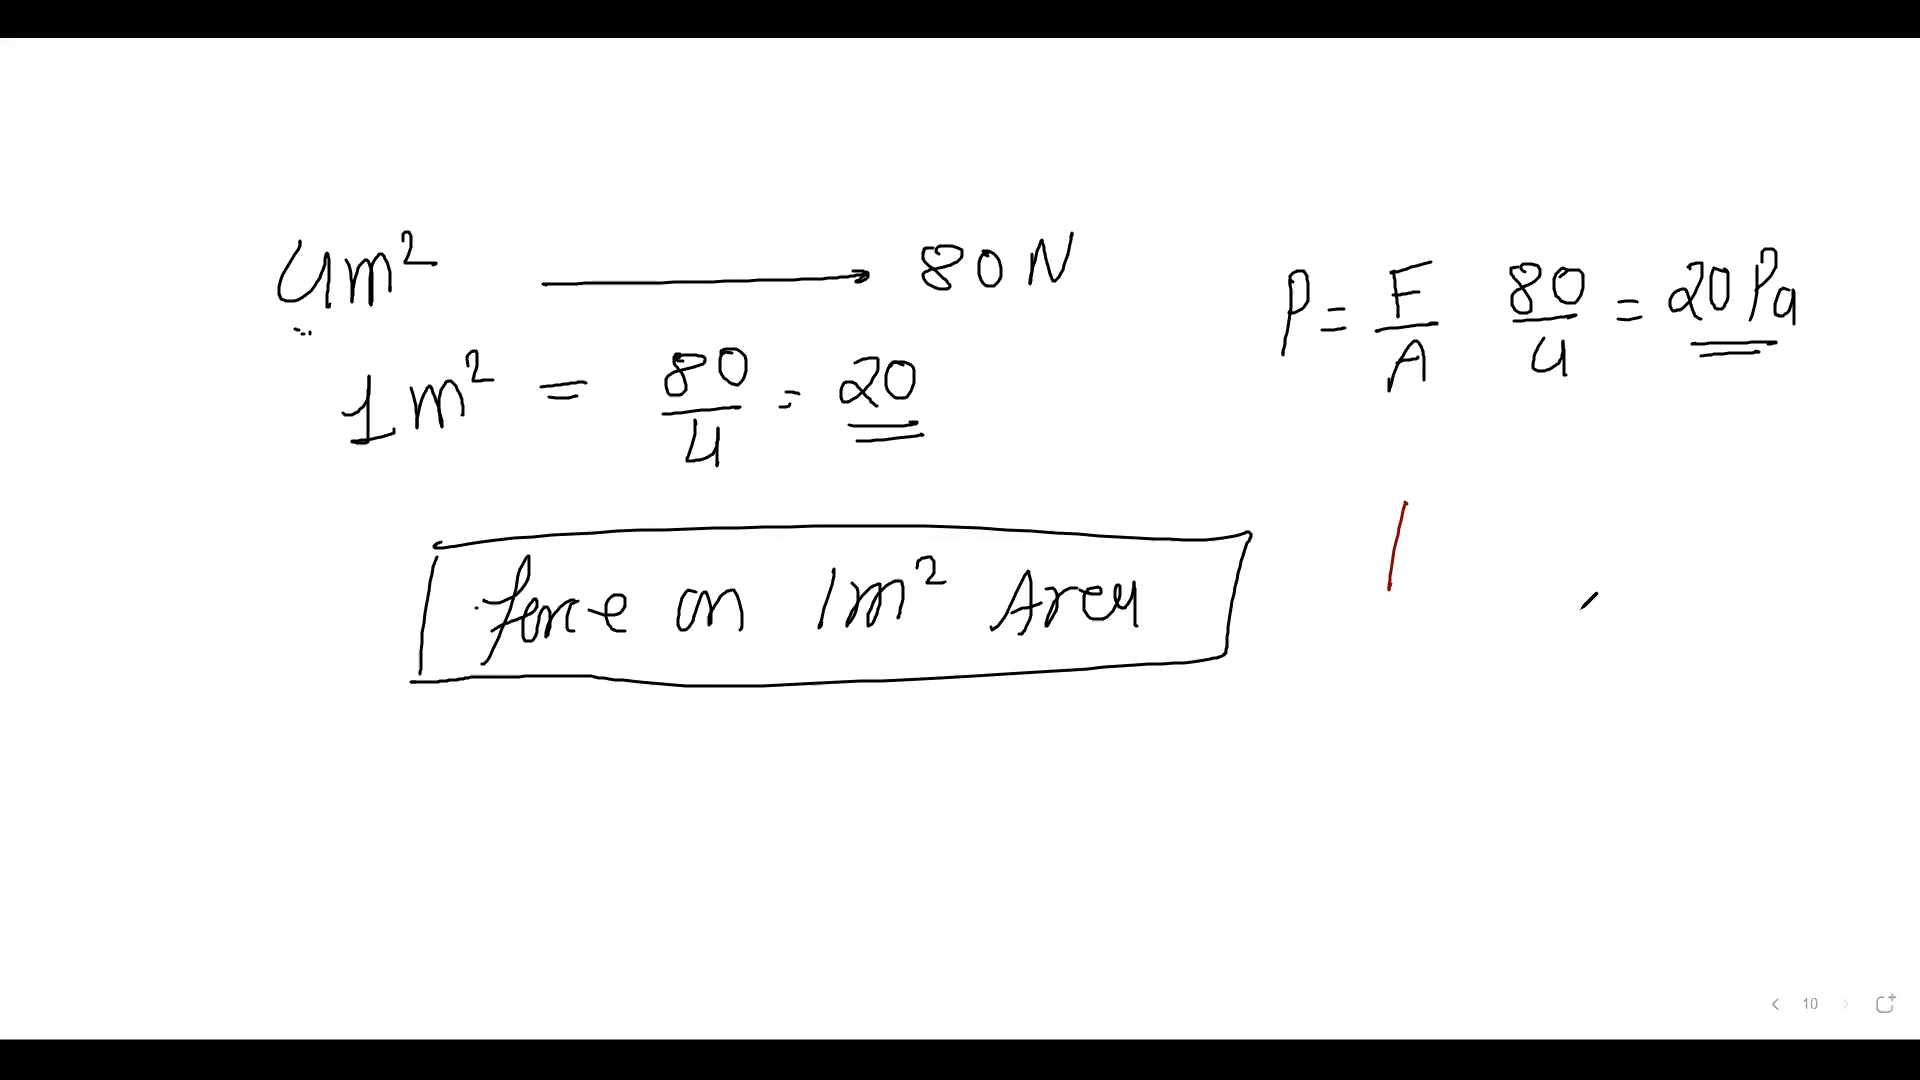 4m² → 80 N
1m² = 80/4 = 20
P = F/A 80/4 = 20 Pa
force on 1m² Area
10